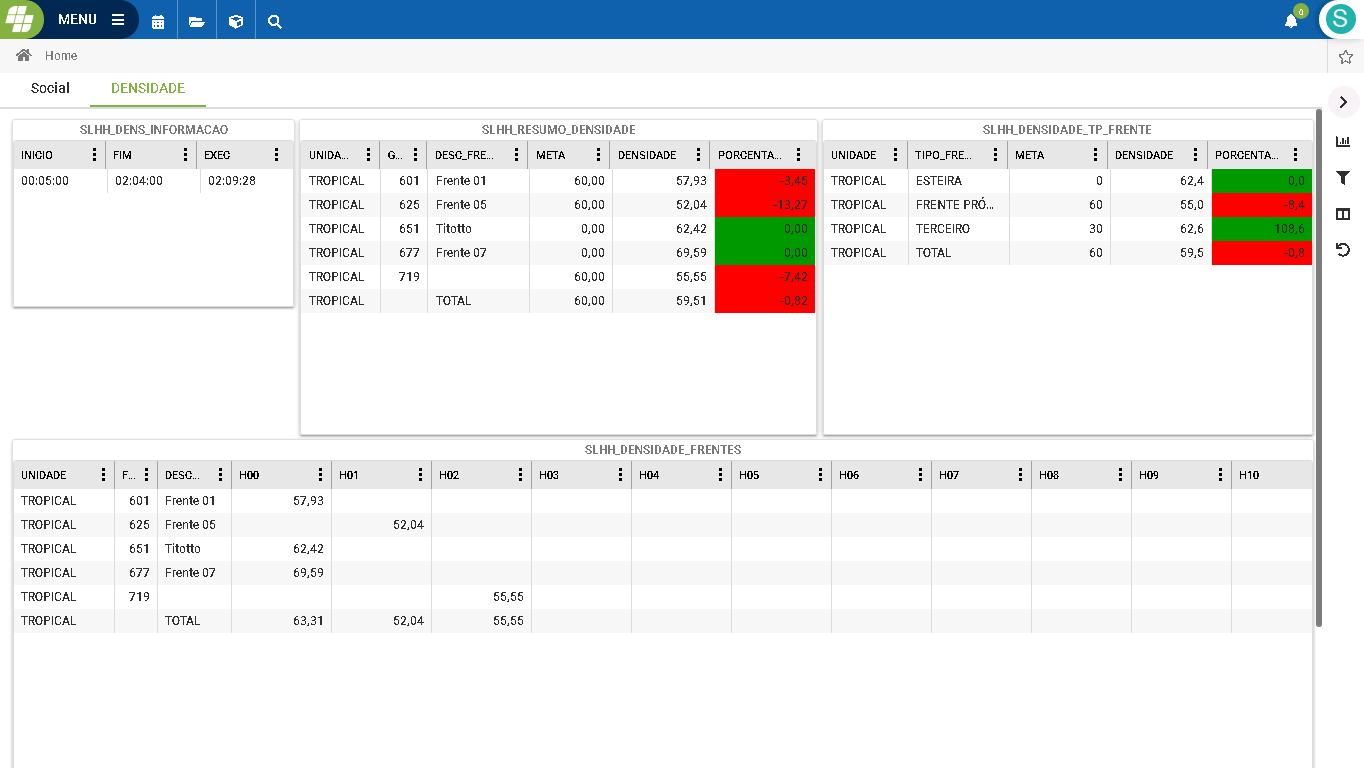 MENU
0
S
Home
Social DENSIDADE
SLHH_DENS_INFORMACAO
INICIO FIM EXEC
00:05:00 02:04:00 02:09:28
SLHH_RESUMO_DENSIDADE
UNIDA... G... DESC_FRE... META DENSIDADE PORCENTA...
TROPICAL 601 Frente 01 60,00 57,93 -3,45
TROPICAL 625 Frente 05 60,00 52,04 -13,27
TROPICAL 651 Titotto 0,00 62,42 0,00
TROPICAL 677 Frente 07 0,00 69,59 0,00
TROPICAL 719 60,00 55,55 -7,42
TROPICAL TOTAL 60,00 59,51 -0,82
SLHH_DENSIDADE_TP_FRENTE
UNIDADE TIPO_FRE... META DENSIDADE PORCENTA...
TROPICAL ESTEIRA 0 62,4 0,0
TROPICAL FRENTE PRÓ... 60 55,0 -8,4
TROPICAL TERCEIRO 30 62,6 108,6
TROPICAL TOTAL 60 59,5 -0,8
SLHH_DENSIDADE_FRENTES
UNIDADE F... DESC... H00 H01 H02 H03 H04 H05 H06 H07 H08 H09 H10
TROPICAL 601 Frente 01 57,93
TROPICAL 625 Frente 05 52,04
TROPICAL 651 Titotto 62,42
TROPICAL 677 Frente 07 69,59
TROPICAL 719 55,55
TROPICAL TOTAL 63,31 52,04 55,55